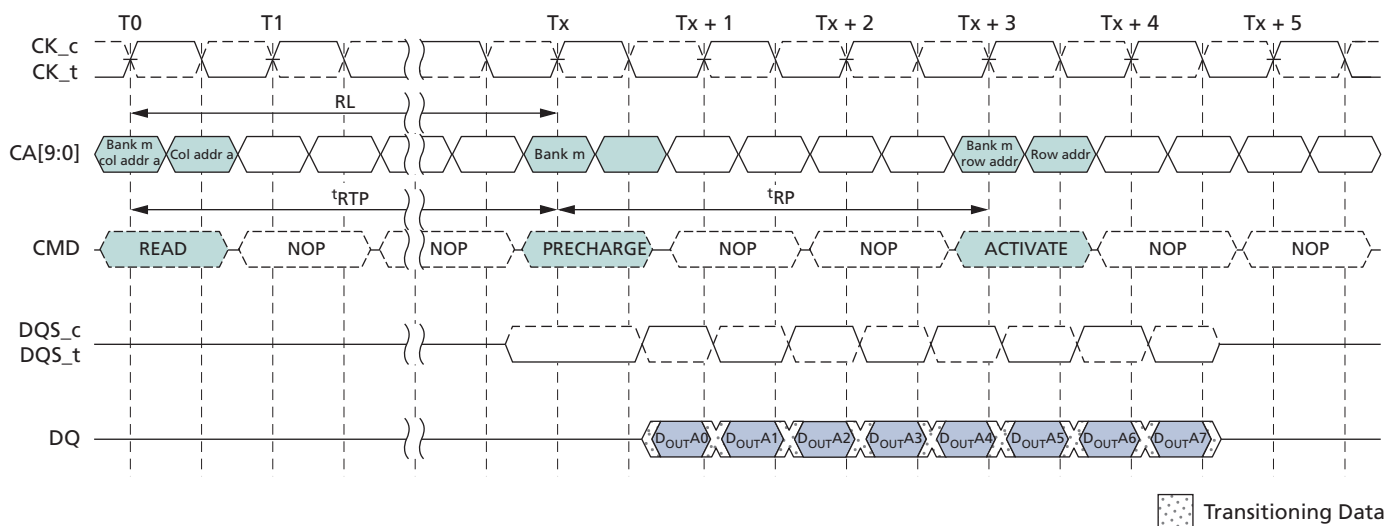 T0 T1 Tx Tx + 1 Tx + 2 Tx + 3 Tx + 4 Tx + 5
CK_c
CK_t
RL
CA[9:0] Bank m col addr a Col addr a Bank m Bank m row addr Row addr
tRTP tRP
CMD READ NOP NOP PRECHARGE NOP NOP ACTIVATE NOP NOP
DQS_c
DQS_t
DQ DOUTA0 DOUTA1 DOUTA2 DOUTA3 DOUTA4 DOUTA5 DOUTA6 DOUTA7
Transitioning Data